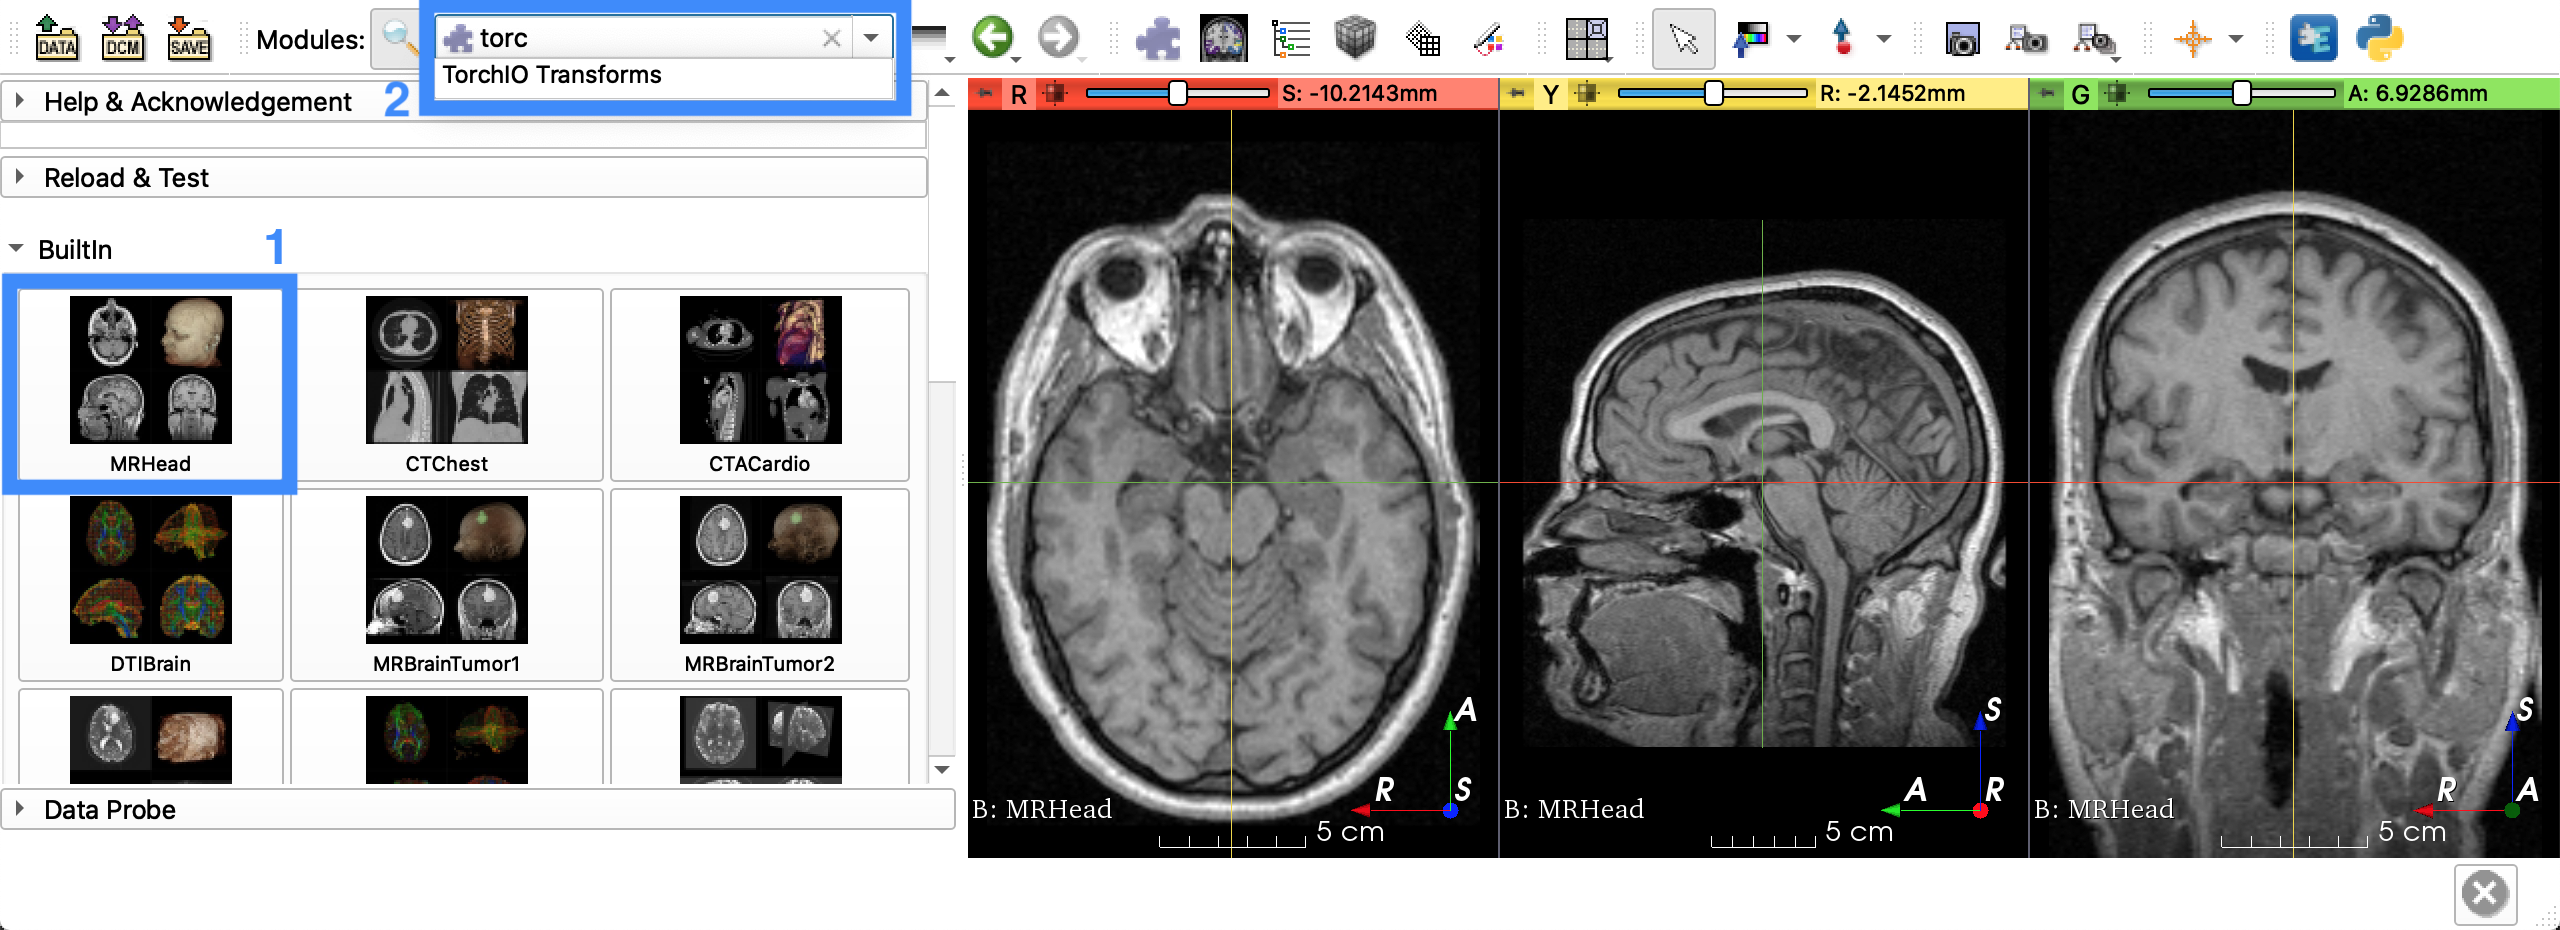 DATA
DCM
SAVE
Modules:
torc
TorchIO Transforms
2
Help & Acknowledgement
Reload & Test
1
BuiltIn
MRHead
CTChest
CTACardio
DTIBrain
MRBrainTumor1
MRBrainTumor2
Data Probe
R
S: -10.2143mm
Y
R: -2.1452mm
G
A: 6.9286mm
A
R
S
B: MRHead
5 cm
S
A
R
B: MRHead
5 cm
S
R
A
B: MRHead
5 cm